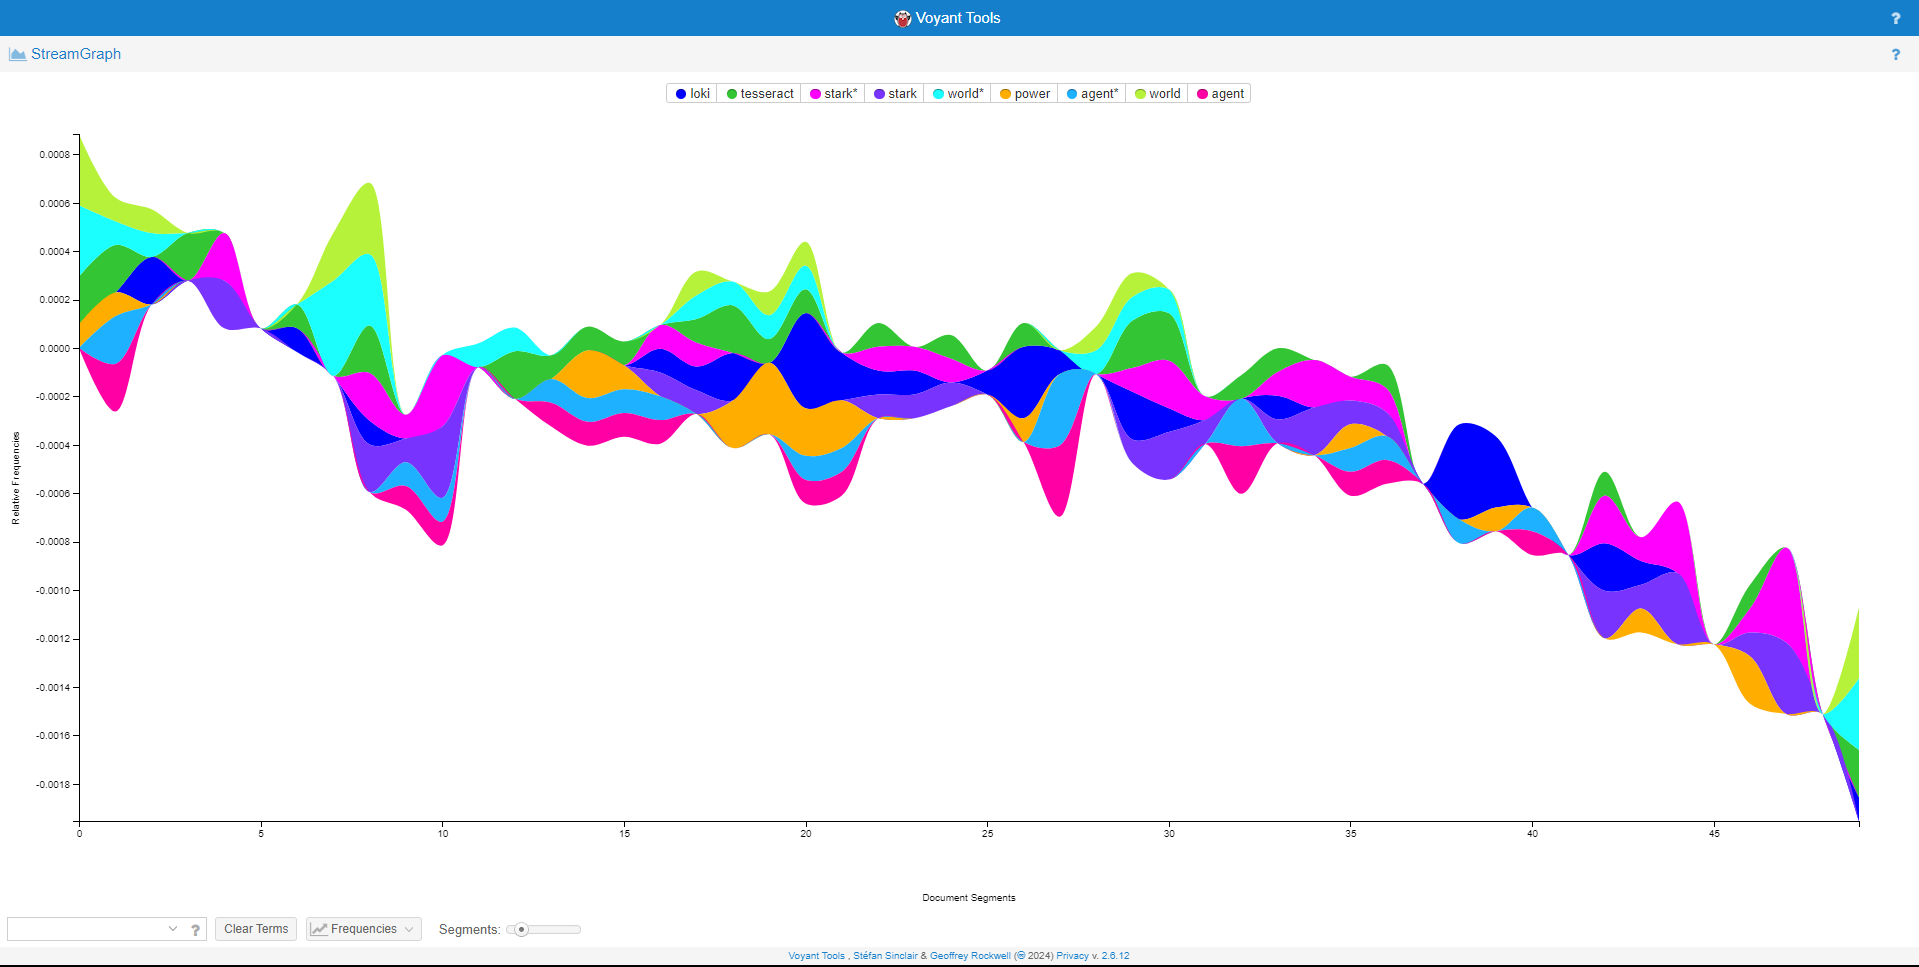 Voyant Tools ?
StreamGraph ?
loki tesseract stark* stark world* power agent* world agent
0.0008
0.0006
0.0004
0.0002
0.0000
-0.0002
-0.0004
-0.0006
-0.0008
-0.0010
-0.0012
-0.0014
-0.0016
-0.0018
Relative Frequencies
0 5 10 15 20 25 30 35 40 45
Document Segments
? Clear Terms Frequencies Segments:
Voyant Tools , Stéfan Sinclair & Geoffrey Rockwell (© 2024) Privacy v. 2.6.12